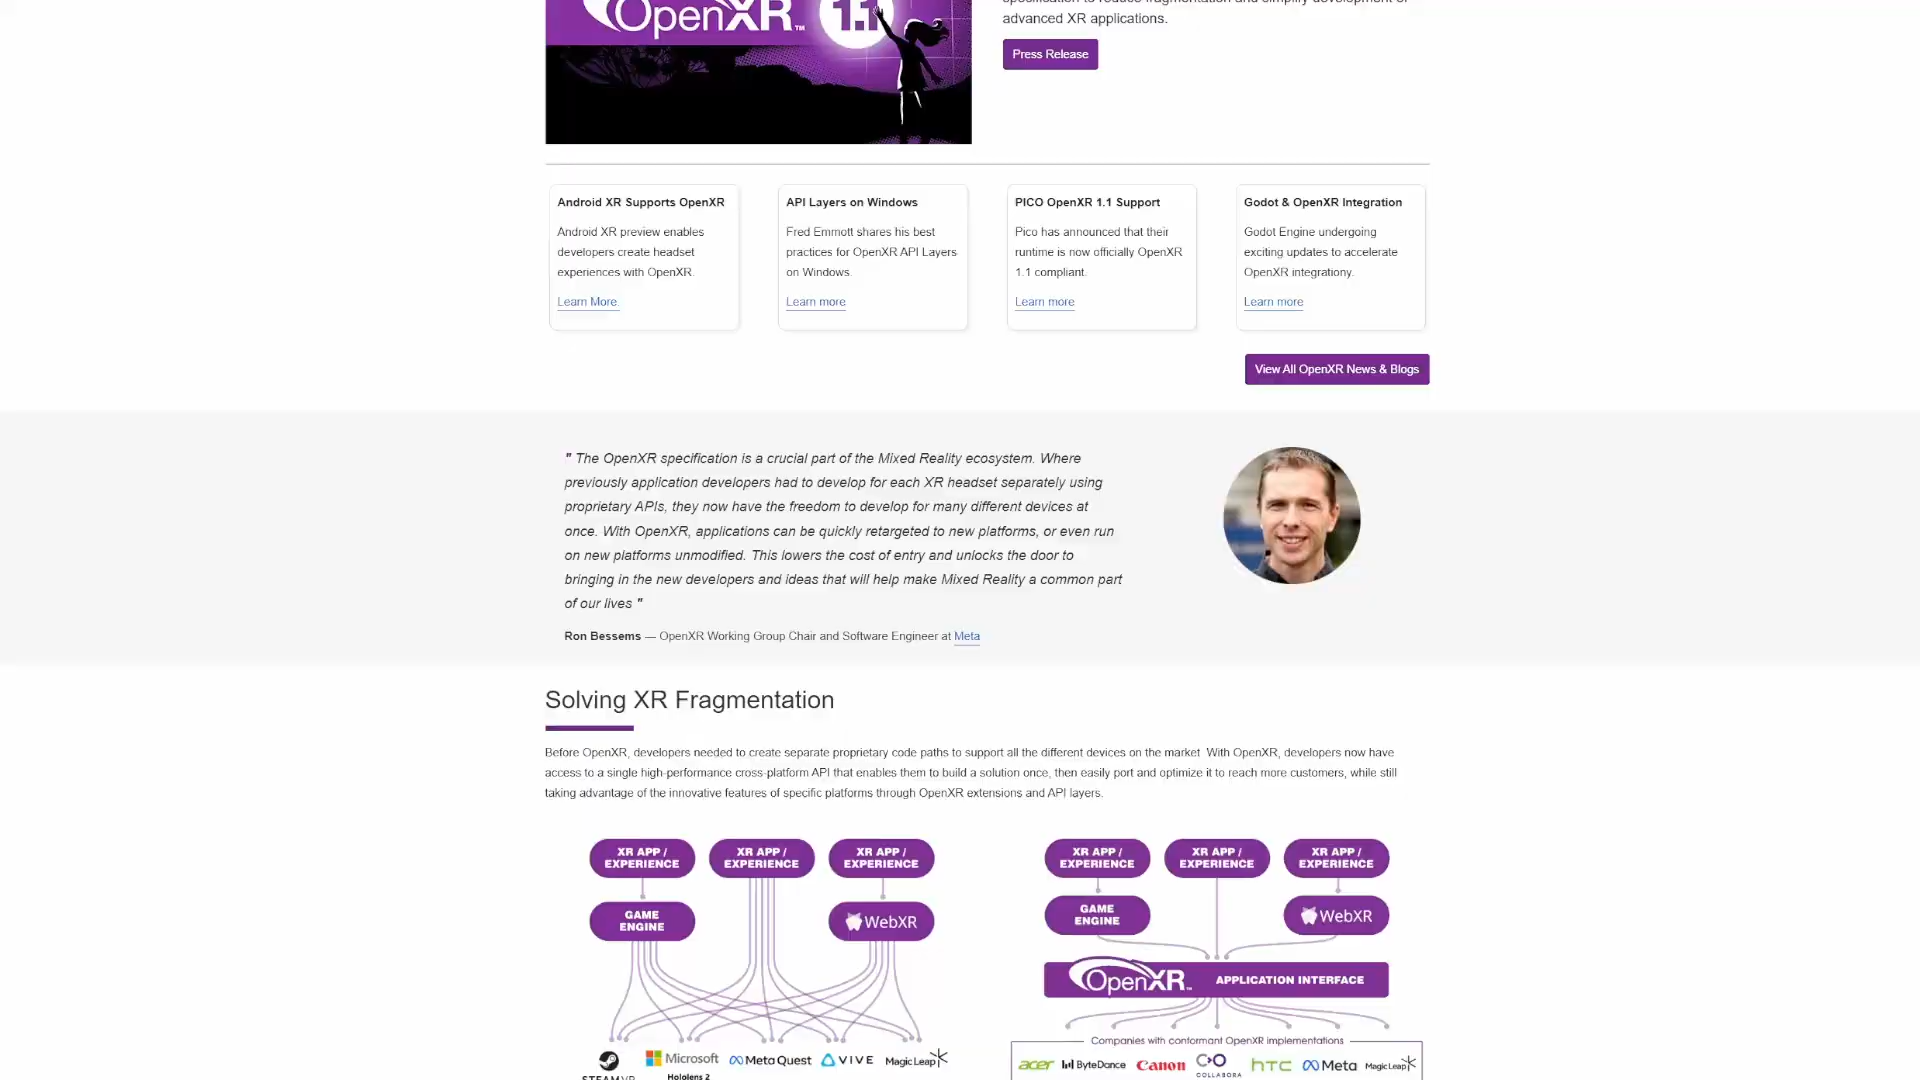 OpenXR™ 1.1
advanced XR applications.
Press Release
Android XR Supports OpenXR
Android XR preview enables
developers create headset
experiences with OpenXR.
Learn More.
API Layers on Windows
Fred Emmott shares his best
practices for OpenXR API Layers
on Windows.
Learn more
PICO OpenXR 1.1 Support
Pico has announced that their
runtime is now officially OpenXR
1.1 compliant.
Learn more
Godot & OpenXR Integration
Godot Engine undergoing
exciting updates to accelerate
OpenXR integrationy.
Learn more
View All OpenXR News & Blogs
" The OpenXR specification is a crucial part of the Mixed Reality ecosystem. Where
previously application developers had to develop for each XR headset separately using
proprietary APIs, they now have the freedom to develop for many different devices at
once. With OpenXR, applications can be quickly retargeted to new platforms, or even run
on new platforms unmodified. This lowers the cost of entry and unlocks the door to
bringing in the new developers and ideas that will help make Mixed Reality a common part
of our lives "
Ron Bessems — OpenXR Working Group Chair and Software Engineer at Meta
Solving XR Fragmentation
Before OpenXR, developers needed to create separate proprietary code paths to support all the different devices on the market. With OpenXR, developers now have
access to a single high-performance cross-platform API that enables them to build a solution once, then easily port and optimize it to reach more customers, while still
taking advantage of the innovative features of specific platforms through OpenXR extensions and API layers.
XR APP /
EXPERIENCE
XR APP /
EXPERIENCE
XR APP /
EXPERIENCE
GAME
ENGINE
WebXR
STEAMVR
Microsoft
Hololens 2
Meta Quest
VIVE
Magic Leap
XR APP /
EXPERIENCE
XR APP /
EXPERIENCE
XR APP /
EXPERIENCE
GAME
ENGINE
WebXR
OpenXR™ APPLICATION INTERFACE
Companies with conformant OpenXR implementations
acer
ByteDance
Canon
COLLABORA
hTC
Meta
Magic Leap